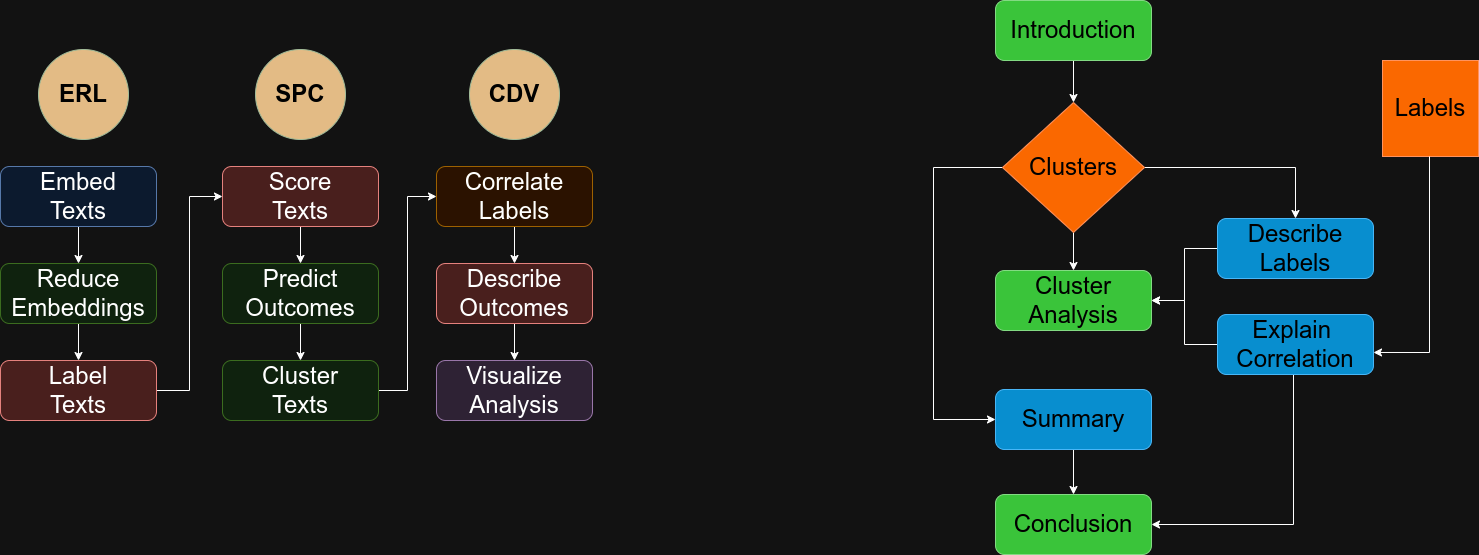 ERL
SPC
CDV
Embed
Texts
Reduce
Embeddings
Label
Texts
Score
Texts
Predict
Outcomes
Cluster
Texts
Correlate
Labels
Describe
Outcomes
Visualize
Analysis
Introduction
Clusters
Labels
Describe
Labels
Cluster
Analysis
Explain
Correlation
Summary
Conclusion